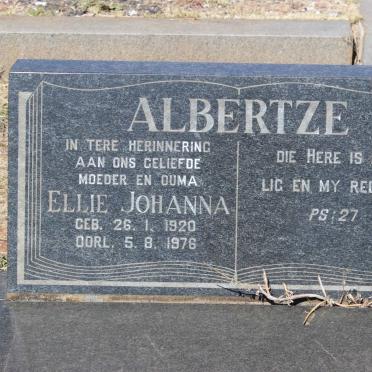 ALBERTZE
IN TERE HERINNERING
AAN ONS GELIEFDE
MOEDER EN OUMA
ELLIE JOHANNA
GEB. 26. 1. 1920
OORL. 5. 8. 1976
DIE HERE IS
LIG EN MY
PS: 27